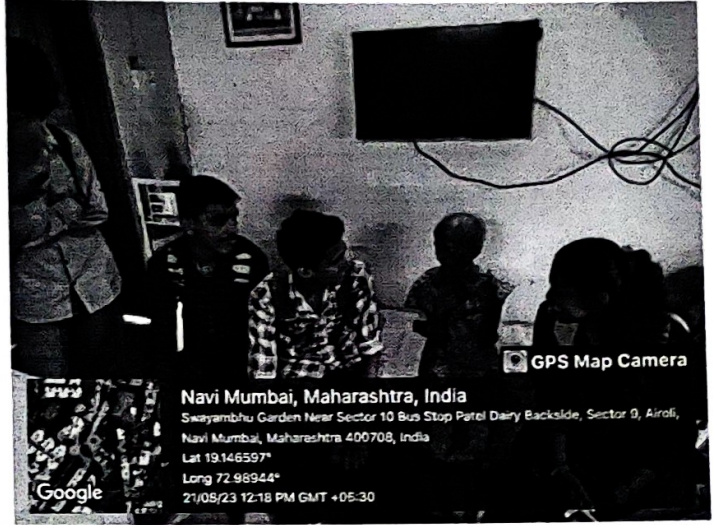 GPS Map Camera
Navi Mumbai, Maharashtra, India
Swayambhu Garden Near Sector 10 Bus Stop Patel Dairy Backside, Sector 9, Airoli,
Navi Mumbai, Maharashtra 400708, India
Lat 19.146597°
Long 72.98944°
21/08/23 12:18 PM GMT +05:30
Google